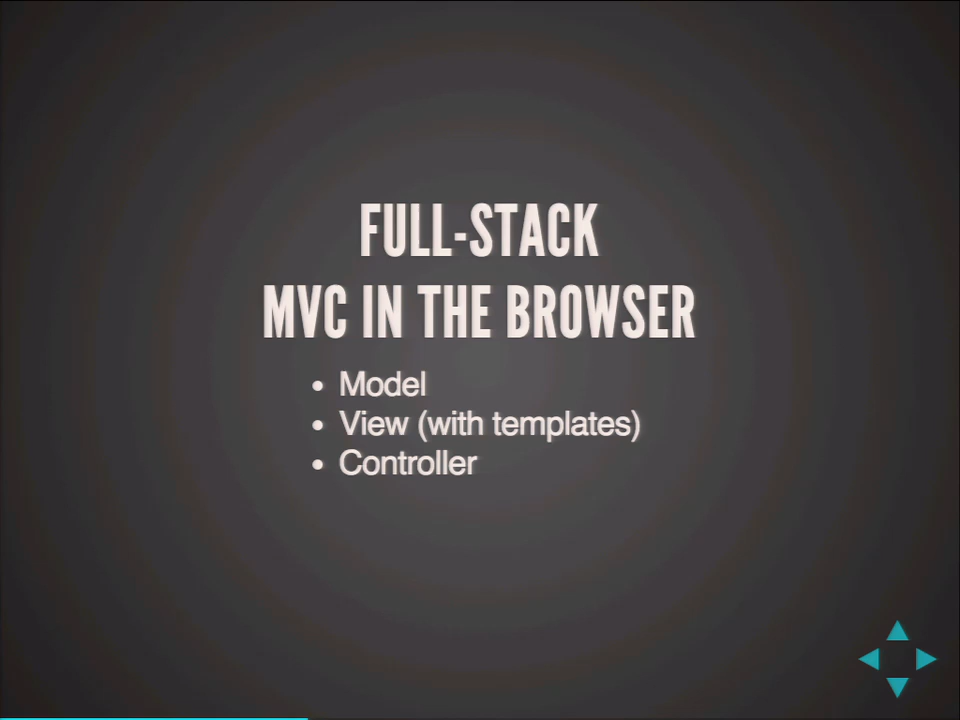 FULL-STACK
MVC IN THE BROWSER
• Model
• View (with templates)
• Controller